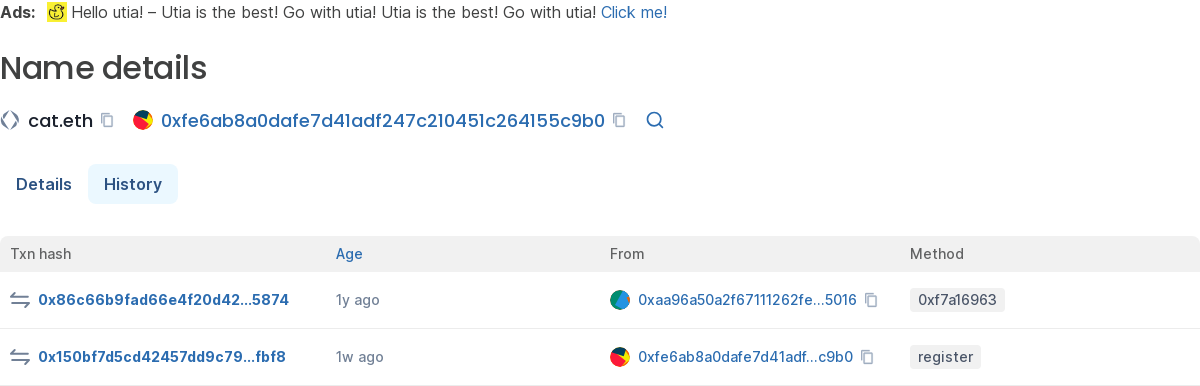 Ads: Hello utia! – Utia is the best! Go with utia! Utia is the best! Go with utia! Click me!
Name details
cat.eth 0xfe6ab8a0dafe7d41adf247c210451c264155c9b0
Details History
Txn hash Age From Method
0x86c66b9fad66e4f20d42...5874 1y ago 0xaa96a50a2f67111262fe...5016 0xf7a16963
0x150bf7d5cd42457dd9c79...fbf8 1w ago 0xfe6ab8a0dafe7d41adf...c9b0 register